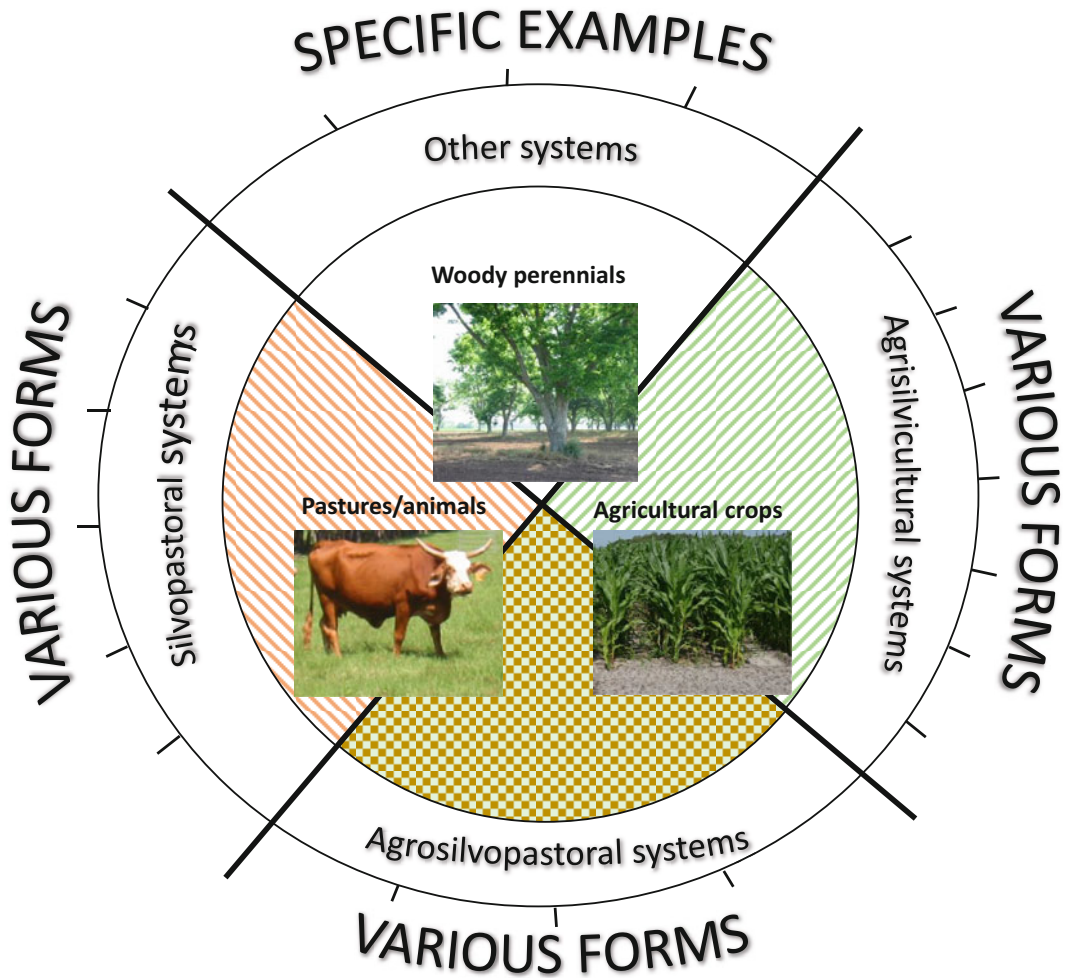 SPECIFIC EXAMPLES
Other systems
Woody perennials
VARIOUS FORMS
Silvopastoral systems
Agrisilvicultural systems
VARIOUS FORMS
Pastures/animals
Agricultural crops
Agrosilvopastoral systems
VARIOUS FORMS